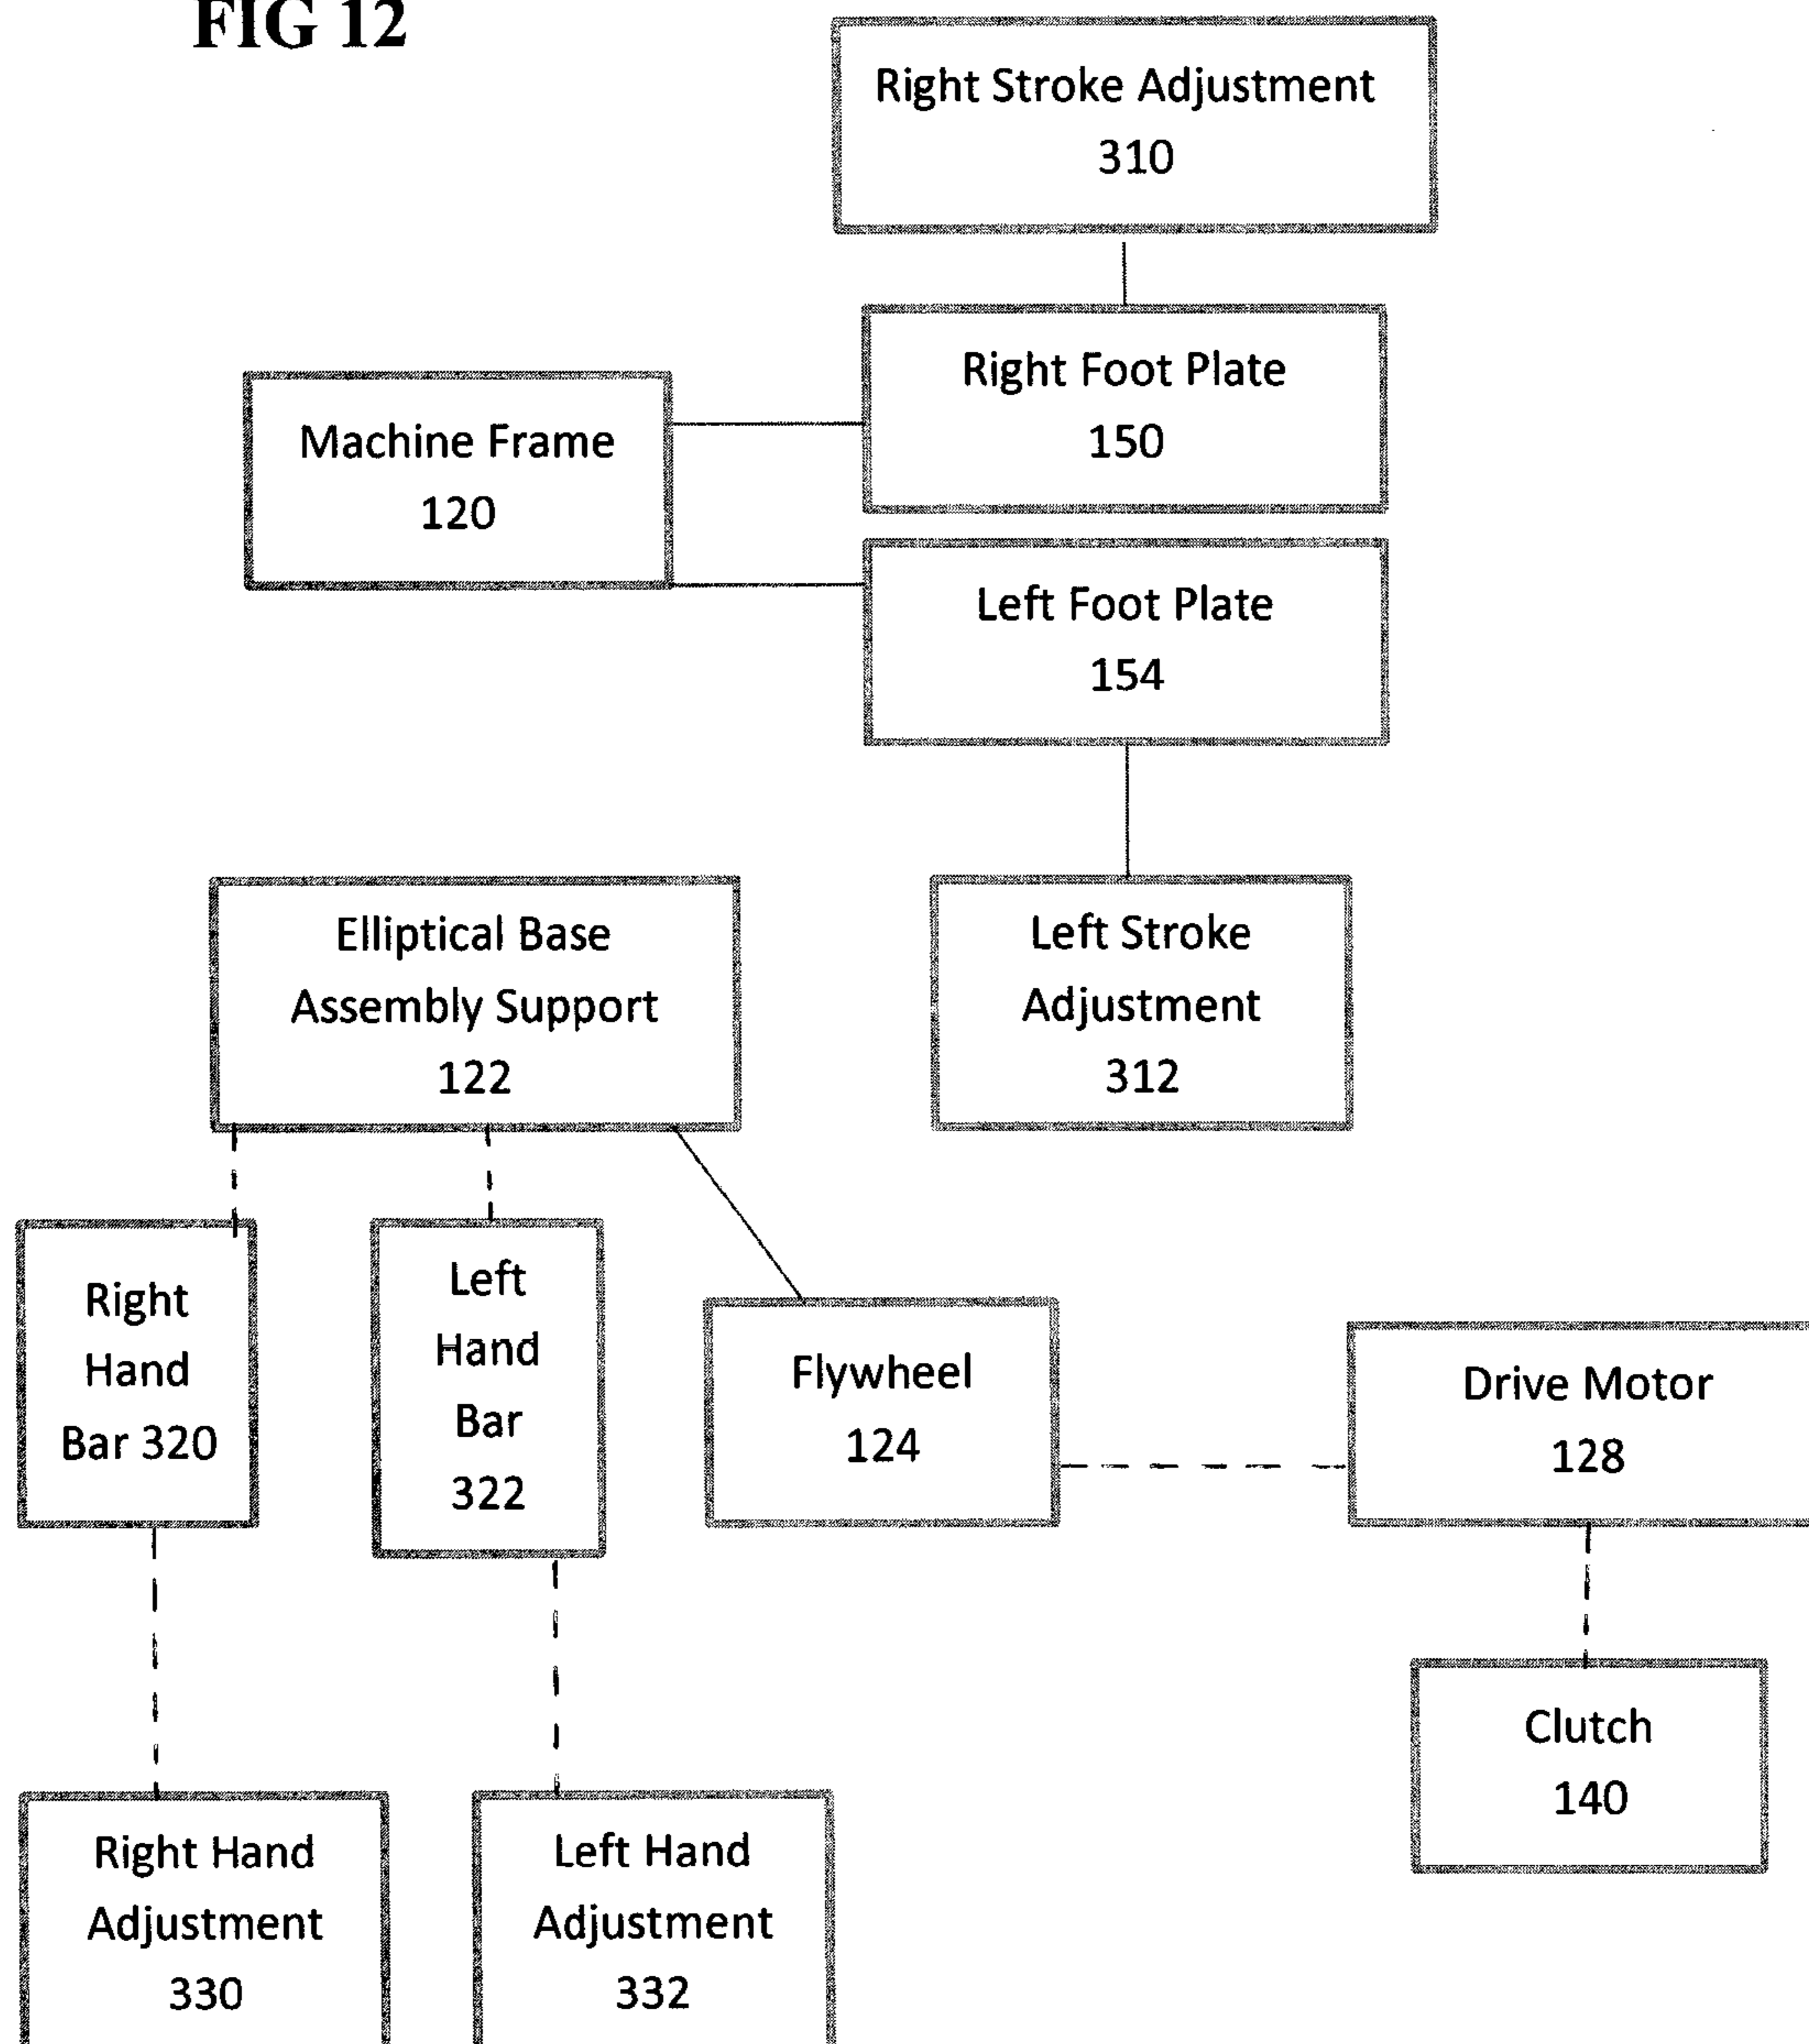 FIG 12
Right Stroke Adjustment
310
Right Foot Plate
150
Machine Frame
120
Left Foot Plate
154
Elliptical Base
Assembly Support
122
Left Stroke
Adjustment
312
Right
Hand
Bar 320
Left
Hand
Bar
322
Flywheel
124
Drive Motor
128
Clutch
140
Right Hand
Adjustment
330
Left Hand
Adjustment
332